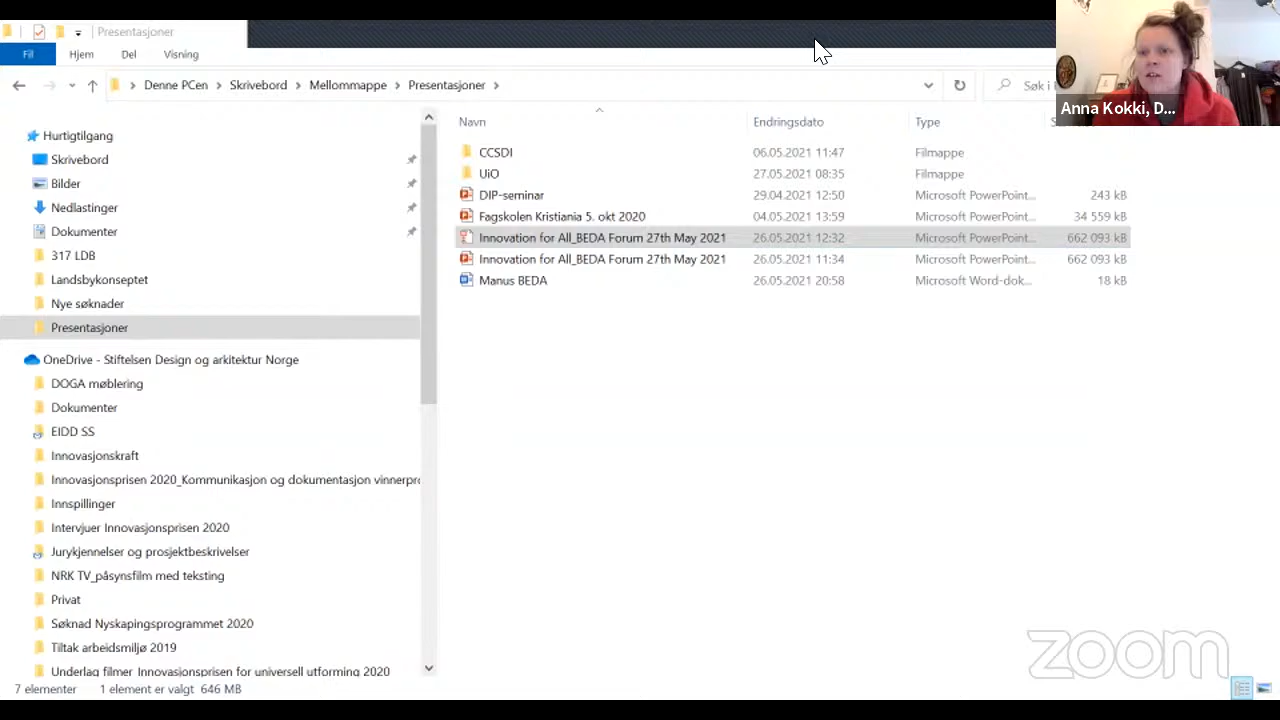 Presentasjoner
Fil Hjem Del Visning
Denne PCen Skrivebord Mellommappe Presentasjoner Søk i
Anna Kokki, D...
Navn Endringsdato Type
Hurtigtilgang
Skrivebord
Bilder
Nedlastinger
Dokumenter
317 LDB
Landsbykonseptet
Nye søknader
Presentasjoner
OneDrive - Stiftelsen Design og arkitektur Norge
DOGA møblering
Dokumenter
EIDD SS
Innovasjonskraft
Innovasjonsprisen 2020_Kommunikasjon og dokumentasjon vinnerpro
Innspillinger
Intervjuer Innovasjonsprisen 2020
Jurykjennelser og prosjektbeskrivelser
NRK TV_påsynsfilm med teksting
Privat
Søknad Nyskapingsprogrammet 2020
Tiltak arbeidsmiljø 2019
Underlag filmer Innovasjonsprisen for universell utforming 2020
CCSDI 06.05.2021 11:47 Filmappe
UiO 27.05.2021 08:35 Filmappe
DIP-seminar 29.04.2021 12:50 Microsoft PowerPoint... 243 kB
Fagskolen Kristiania 5. okt 2020 04.05.2021 13:59 Microsoft PowerPoint... 34 559 kB
Innovation for All_BEDA Forum 27th May 2021 26.05.2021 12:32 Microsoft PowerPoint... 662 093 kB
Innovation for All_BEDA Forum 27th May 2021 26.05.2021 11:34 Microsoft PowerPoint... 662 093 kB
Manus BEDA 26.05.2021 20:58 Microsoft Word-dok... 18 kB
zoom
7 elementer 1 element er valgt 646 MB